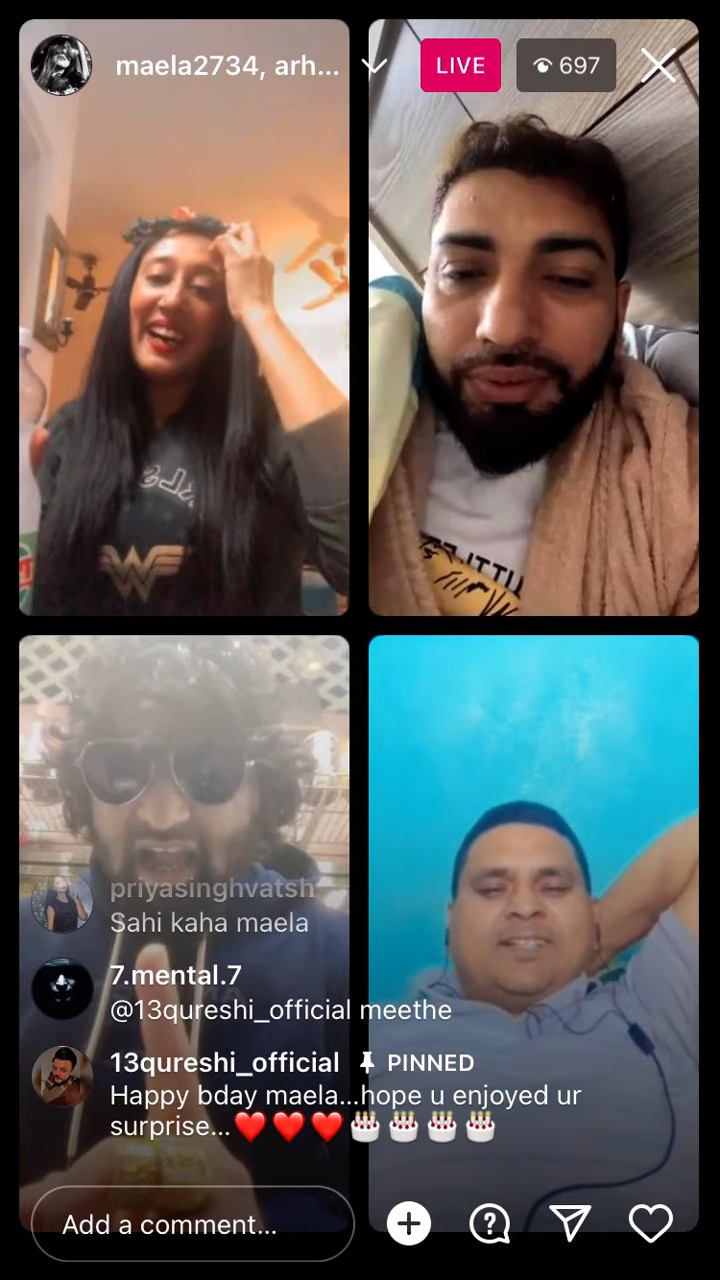 maela2734, arh...
LIVE
697
priyasinghvatsh
Sahi kaha maela
7.mental.7
@13qureshi_official meethe
13qureshi_official PINNED
Happy bday maela...hope u enjoyed ur
surprise...❤️❤️❤️🎂🎂🎂🎂
Add a comment...